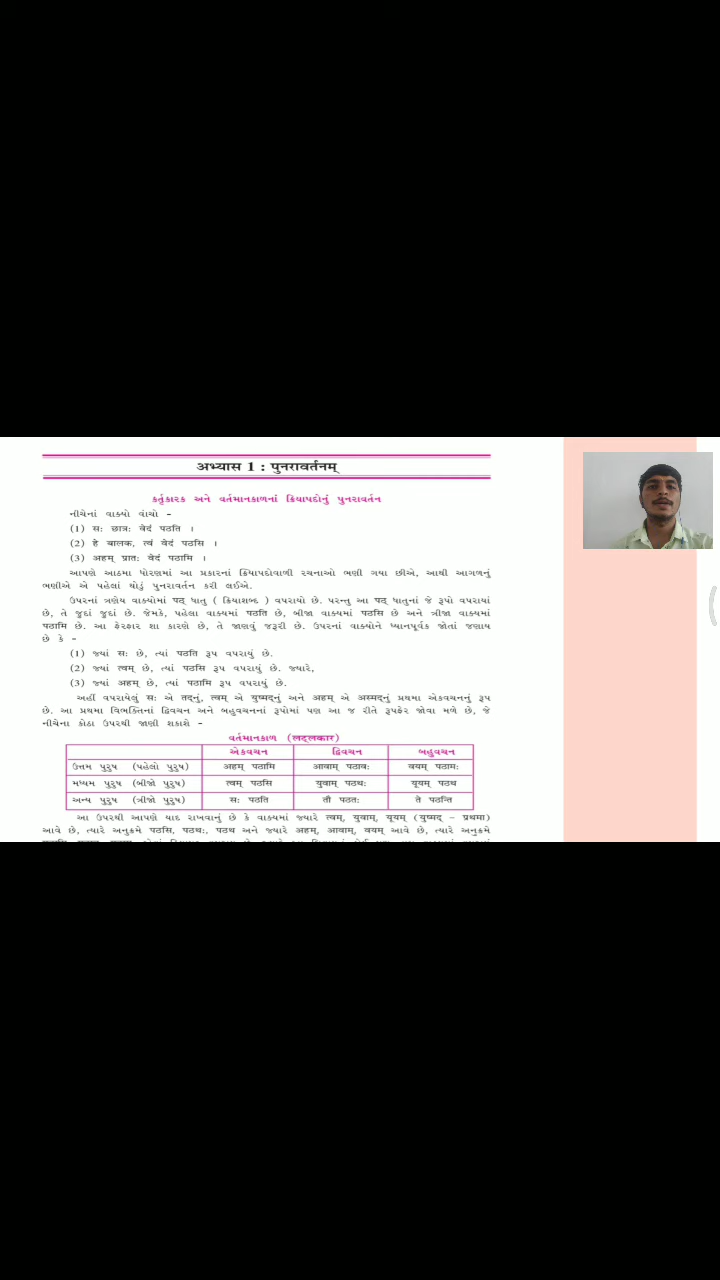 अभ्यास 1 : पुनरावर्तनम्
કર્તૃકારક અને વર્તમાનકાળનાં ક્રિયાપદોનું પુનરાવર્તન
નીચેનાં વાક્યો વાંચો –
(1) सः छात्रः वेदं पठति ।
(2) हे बालक, त्वं वेदं पठसि ।
(3) अहम् प्रातः वेदं पठामि ।
આપણે આઠમા ધોરણમાં આ પ્રકારનાં ક્રિયાપદોવાળી રચનાઓ ભણી ગયા છીએ, આથી આગળનું
ભણીએ એ પહેલાં થોડું પુનરાવર્તન કરી લઈએ.
ઉપરનાં ત્રણેય વાક્યોમાં पठ् ધાતુ ( ક્રિયાશબ્દ ) વપરાયો છે. પરન્તુ આ पठ् ધાતુનાં જે રૂપો વપરાયાં
છે, તે જુદાં જુદાં છે. જેમકે, પહેલા વાક્યમાં पठति છે, બીજા વાક્યમાં पठसि છે અને ત્રીજા વાક્યમાં
पठामि છે. આ ફેરફાર શા કારણે છે, તે જાણવું જરૂરી છે. ઉપરનાં વાક્યોને ધ્યાનપૂર્વક જોતાં જણાય
છે કે –
(1) જ્યાં सः છે, ત્યાં पठति રૂપ વપરાયું છે.
(2) જ્યાં त्वम् છે, ત્યાં पठसि રૂપ વપરાયું છે. જ્યારે,
(3) જ્યાં अहम् છે, ત્યાં पठामि રૂપ વપરાયું છે.
અહીં વપરાયેલું सः એ तद्નું, त्वम् એ युष्मद्નું અને अहम् એ अस्मद्નું પ્રથમા એકવચનનું રૂપ
છે. આ પ્રથમા વિભક્તિનાં દ્વિવચન અને બહુવચનનાં રૂપોમાં પણ આ જ રીતે રૂપફેર જોવા મળે છે, જે
નીચેના કોઠા ઉપરથી જાણી શકાશે –
વર્તમાનકાળ (लट्लकार)
એકવચન દ્વિવચન બહુવચન
ઉત્તમ પુરુષ (પહેલો પુરુષ) अहम् पठामि आवाम् पठावः वयम् पठामः
મધ્યમ પુરુષ (બીજો પુરુષ) त्वम् पठसि युवाम् पठथः यूयम् पठथ
અન્ય પુરુષ (ત્રીજો પુરુષ) सः पठति तौ पठतः ते पठन्ति
આ ઉપરથી આપણે યાદ રાખવાનું છે કે વાક્યમાં જ્યારે त्वम्, युवाम्, यूयम् (युष्मद् – प्रथमा)
આવે છે, ત્યારે અનુક્રમે पठसि, पठथः, पठथ અને જ્યારે अहम्, आवाम्, वयम् આવે છે, ત્યારે અનુક્રમે